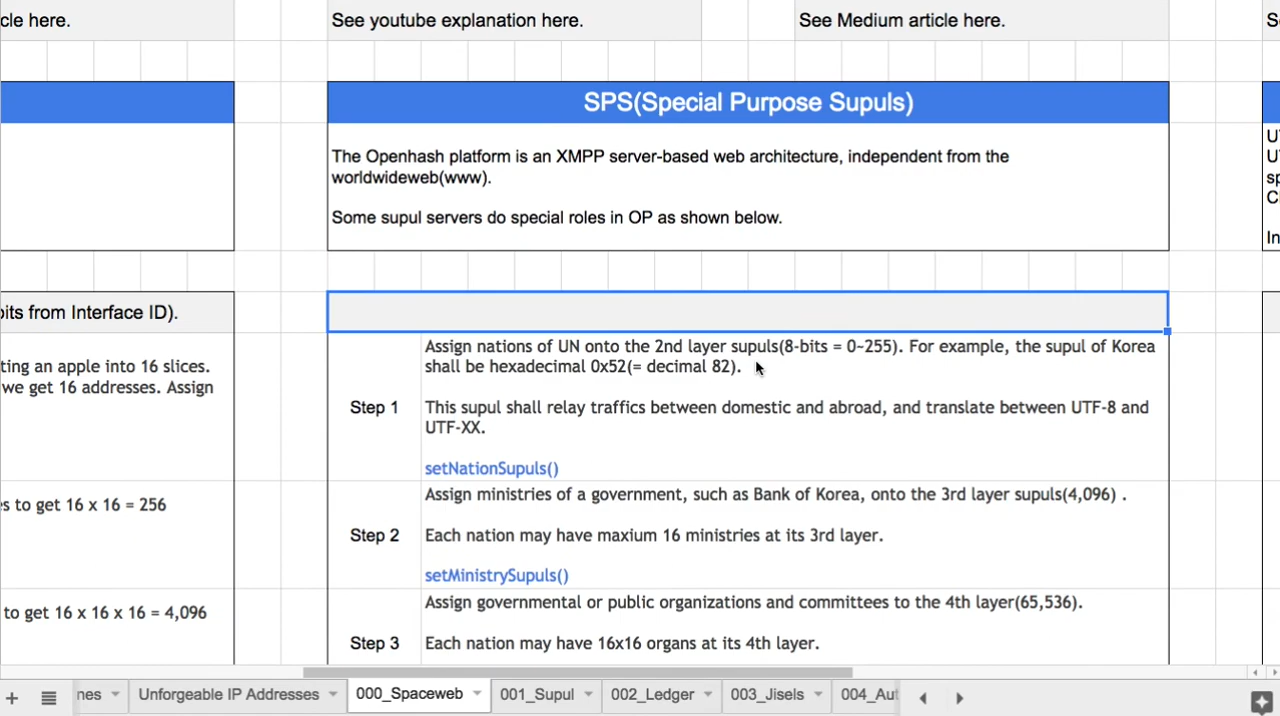 cle here.
See youtube explanation here.
See Medium article here.
S
SPS(Special Purpose Supuls)
The Openhash platform is an XMPP server-based web architecture, independent from the
worldwideweb(www).
Some supul servers do special roles in OP as shown below.
U
U
sp
C
In
its from Interface ID).
ting an apple into 16 slices.
we get 16 addresses. Assign
s to get 16 x 16 = 256
to get 16 x 16 x 16 = 4,096
Assign nations of UN onto the 2nd layer supuls(8-bits = 0~255). For example, the supul of Korea
shall be hexadecimal 0x52(= decimal 82).
Step 1
This supul shall relay traffics between domestic and abroad, and translate between UTF-8 and
UTF-XX.
setNationSupuls()
Assign ministries of a government, such as Bank of Korea, onto the 3rd layer supuls(4,096) .
Step 2
Each nation may have maxium 16 ministries at its 3rd layer.
setMinistrySupuls()
Assign governmental or public organizations and committees to the 4th layer(65,536).
Step 3
Each nation may have 16x16 organs at its 4th layer.
nes
Unforgeable IP Addresses
000_Spaceweb
001_Supul
002_Ledger
003_Jisels
004_Aut